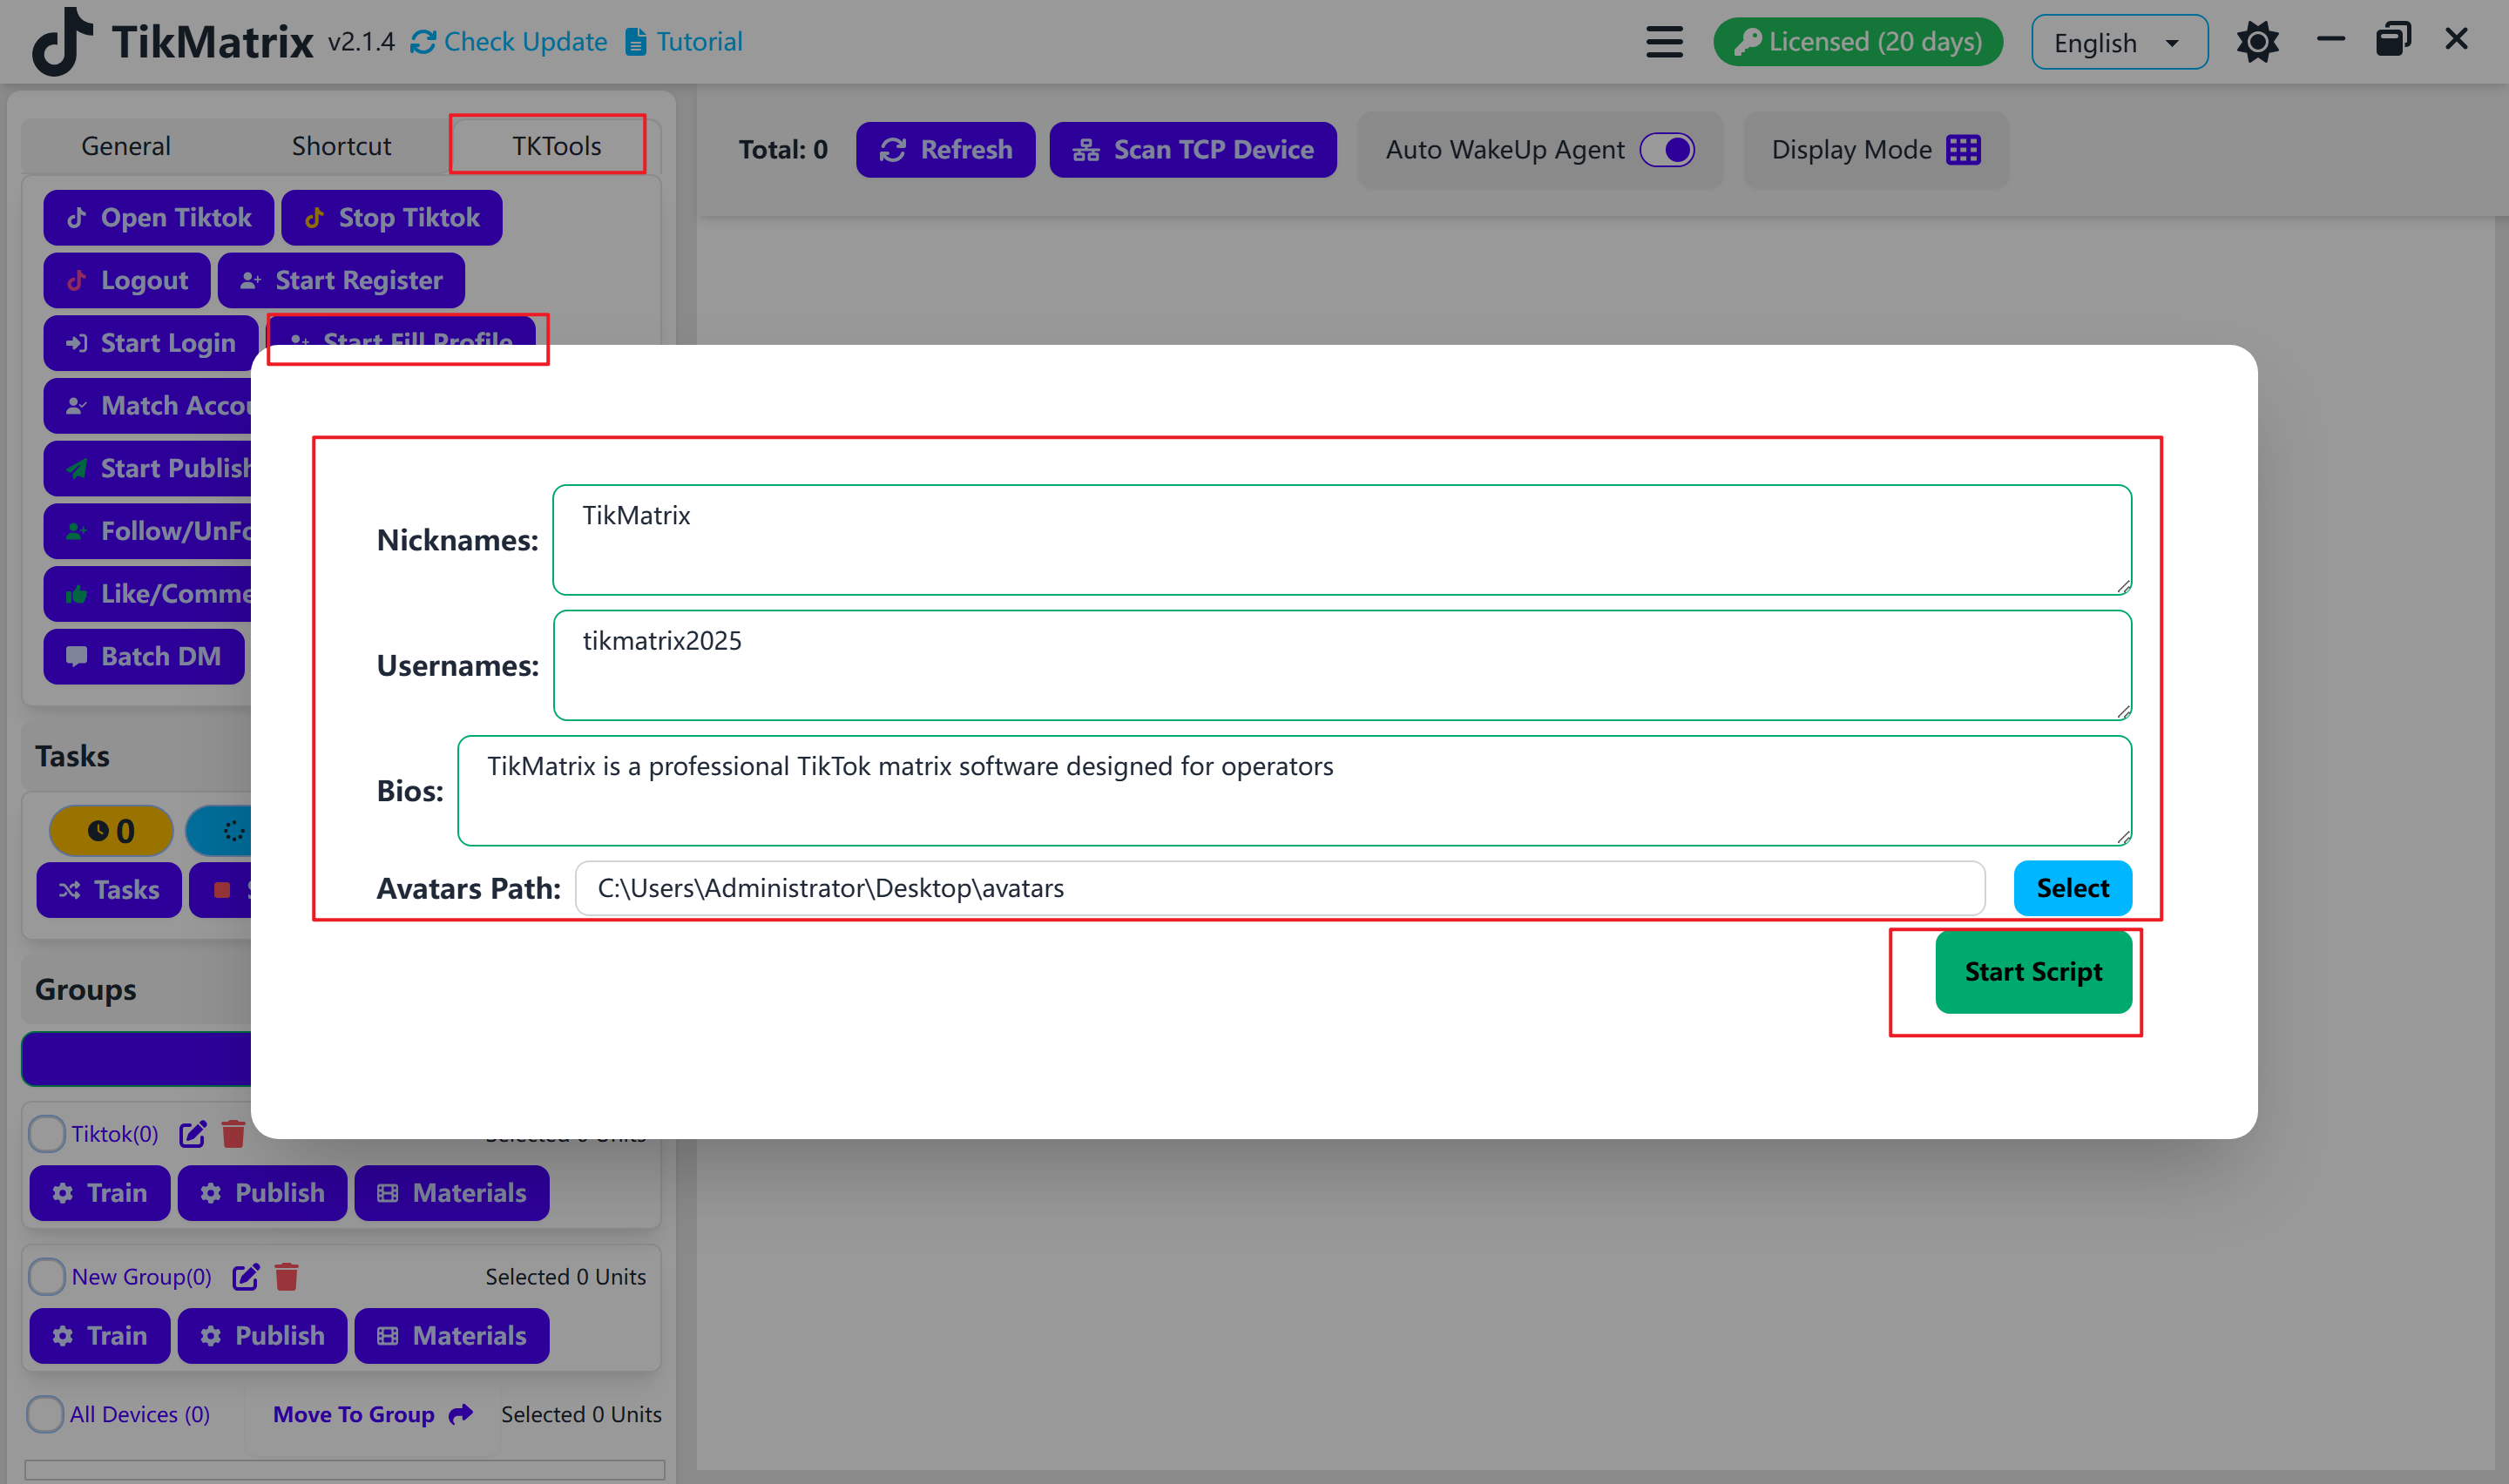 TikMatrix v2.1.4 Check Update Tutorial Licensed (20 days) English
General Shortcut TKTools
Total: 0 Refresh Scan TCP Device Auto WakeUp Agent Display Mode
Open Tiktok Stop Tiktok
Logout Start Register
Start Login Start Fill Profile
Match Accou
Start Publish
Follow/UnFo
Like/Comme
Batch DM
Nicknames: TikMatrix
Usernames: tikmatrix2025
Bios: TikMatrix is a professional TikTok matrix software designed for operators
Avatars Path: C:\Users\Administrator\Desktop\avatars Select
Start Script
Tasks
0
Tasks S
Groups
Tiktok(0) Selected 0 Units
Train Publish Materials
New Group(0) Selected 0 Units
Train Publish Materials
All Devices (0) Move To Group Selected 0 Units